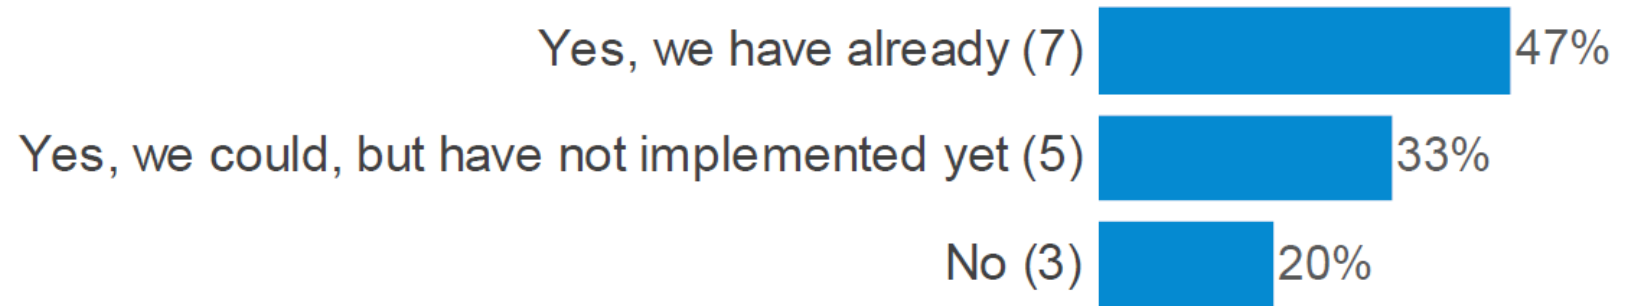 Yes, we have already (7) 47%
Yes, we could, but have not implemented yet (5) 33%
No (3) 20%